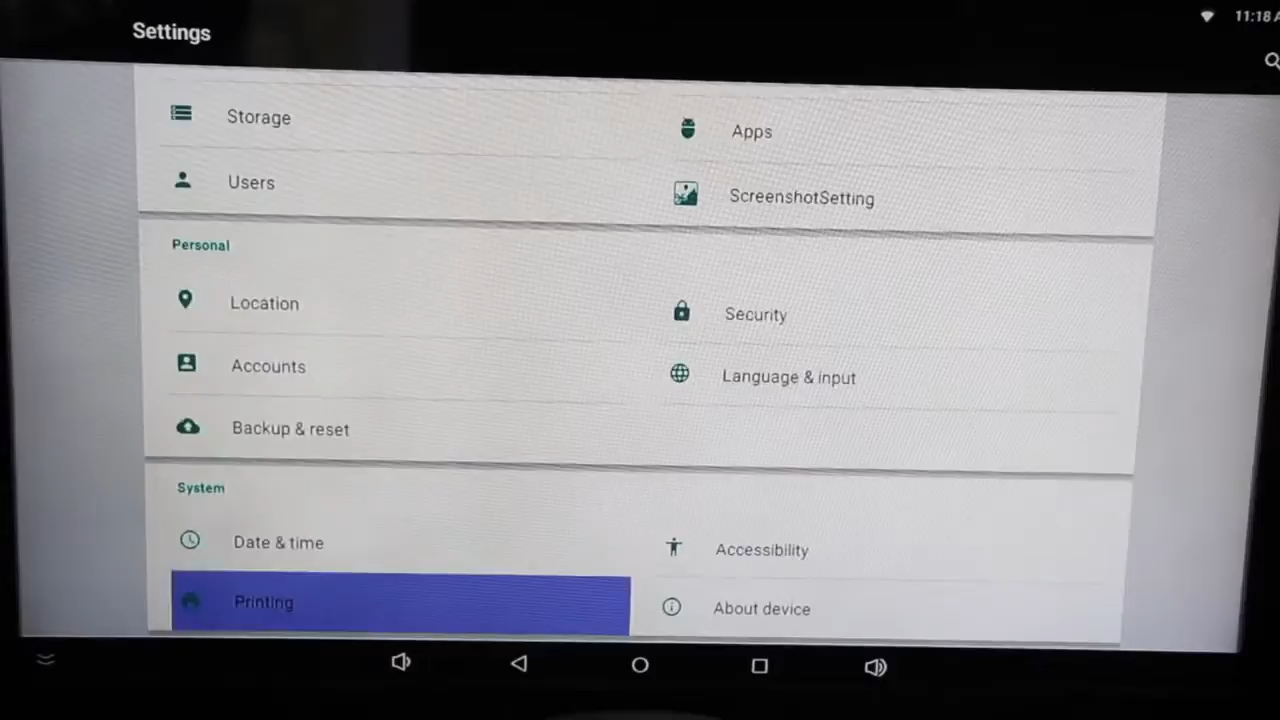 Settings
11:18
Storage
Apps
Users
ScreenshotSetting
Personal
Location
Security
Accounts
Language & input
Backup & reset
System
Date & time
Accessibility
Printing
About device